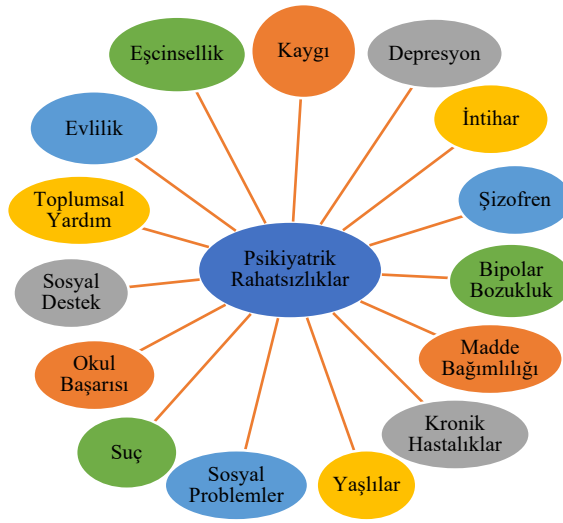 Eşcinsellik
Kaygı
Depresyon
İntihar
Şizofren
Bipolar
Bozukluk
Madde
Bağımlılığı
Kronik
Hastalıklar
Yaşlılar
Sosyal
Problemler
Suç
Okul
Başarısı
Sosyal
Destek
Toplumsal
Yardım
Evlilik
Psikiyatrik
Rahatsızlıklar